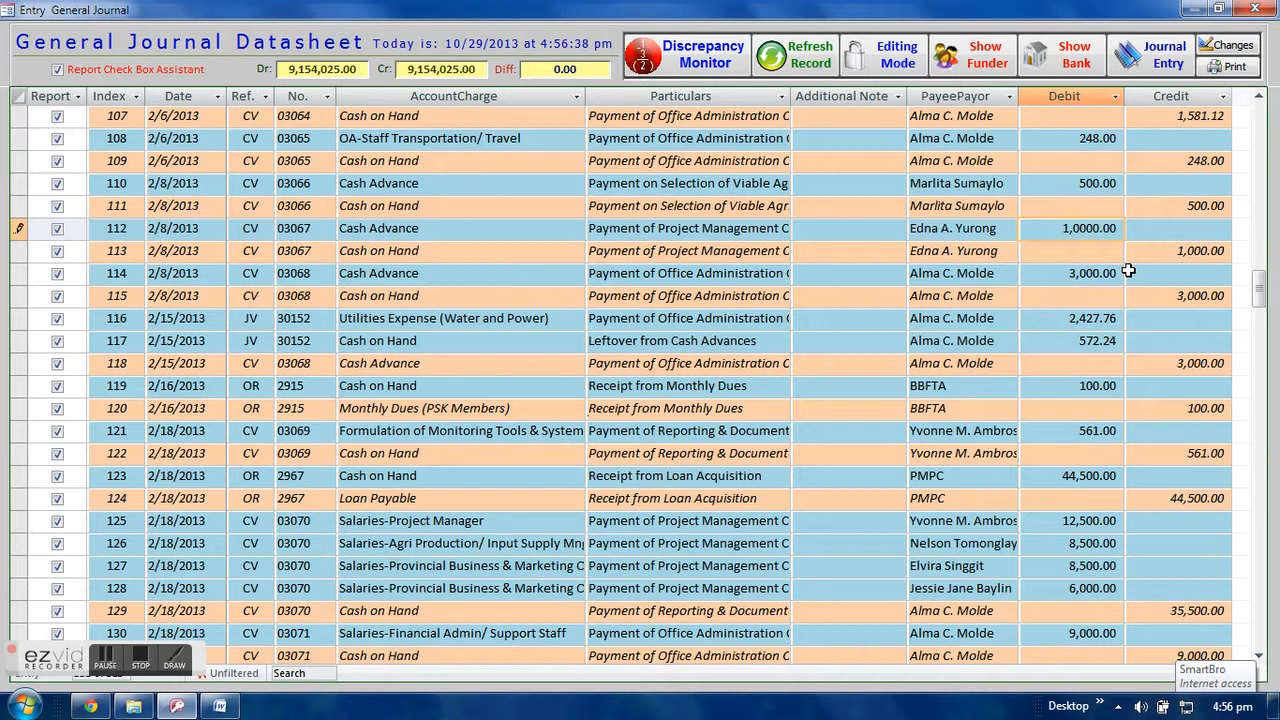 Entry General Journal
General Journal Datasheet Today is: 10/29/2013 4:56:38 pm
Discrepancy Monitor Refresh Record Editing Mode Show Funder Show Bank Journal Entry Changes Print
Report Check Box Assistant Dr: 9,154,025.00 Cr: 9,154,025.00 Diff: 0.00
Report Index Date Ref. No. AccountCharge Particulars Additional Note PayeePayor Debit Credit
107 2/6/2013 CV 03064 Cash on Hand Payment of Office Administration C Alma C. Molde 1,581.12
108 2/6/2013 CV 03065 OA-Staff Transportation/ Travel Payment of Office Administration C Alma C. Molde 248.00
109 2/6/2013 CV 03065 Cash on Hand Payment of Office Administration C Alma C. Molde 248.00
110 2/8/2013 CV 03066 Cash Advance Payment on Selection of Viable Ag Marlita Sumaylo 500.00
111 2/8/2013 CV 03066 Cash on Hand Payment on Selection of Viable Agr Marlita Sumaylo 500.00
112 2/8/2013 CV 03067 Cash Advance Payment of Project Management C Edna A. Yurong 1,0000.00
113 2/8/2013 CV 03067 Cash on Hand Payment of Project Management C Edna A. Yurong 1,000.00
114 2/8/2013 CV 03068 Cash Advance Payment of Office Administration C Alma C. Molde 3,000.00
115 2/8/2013 CV 03068 Cash on Hand Payment of Office Administration C Alma C. Molde 3,000.00
116 2/15/2013 JV 30152 Utilities Expense (Water and Power) Payment of Office Administration C Alma C. Molde 2,427.76
117 2/15/2013 JV 30152 Cash on Hand Leftover from Cash Advances Alma C. Molde 572.24
118 2/15/2013 CV 03068 Cash Advance Payment of Office Administration C Alma C. Molde 3,000.00
119 2/16/2013 OR 2915 Cash on Hand Receipt from Monthly Dues BBFTA 100.00
120 2/16/2013 OR 2915 Monthly Dues (PSK Members) Receipt from Monthly Dues BBFTA 100.00
121 2/18/2013 CV 03069 Formulation of Monitoring Tools & System Payment of Reporting & Document Yvonne M. Ambros 561.00
122 2/18/2013 CV 03069 Cash on Hand Payment of Reporting & Document Yvonne M. Ambros 561.00
123 2/18/2013 OR 2967 Cash on Hand Receipt from Loan Acquisition PMPC 44,500.00
124 2/18/2013 OR 2967 Loan Payable Receipt from Loan Acquisition PMPC 44,500.00
125 2/18/2013 CV 03070 Salaries-Project Manager Payment of Project Management C Yvonne M. Ambros 12,500.00
126 2/18/2013 CV 03070 Salaries-Agri Production/ Input Supply Mng Payment of Project Management C Nelson Tomonglay 8,500.00
127 2/18/2013 CV 03070 Salaries-Provincial Business & Marketing O Payment of Project Management C Elvira Singgit 8,500.00
128 2/18/2013 CV 03070 Salaries-Provincial Business & Marketing O Payment of Project Management C Jessie Jane Baylin 6,000.00
129 2/18/2013 CV 03070 Cash on Hand Payment of Reporting & Document Alma C. Molde 35,500.00
130 2/18/2013 CV 03071 Salaries-Financial Admin/ Support Staff Payment of Office Administration C Alma C. Molde 9,000.00
CV 03071 Cash on Hand Payment of Office Administration C Alma C. Molde 9,000.00
ezvid RECORDER PAUSE STOP DRAW
Unfiltered Search
SmartBro
Internet access
Desktop 4:56 pm